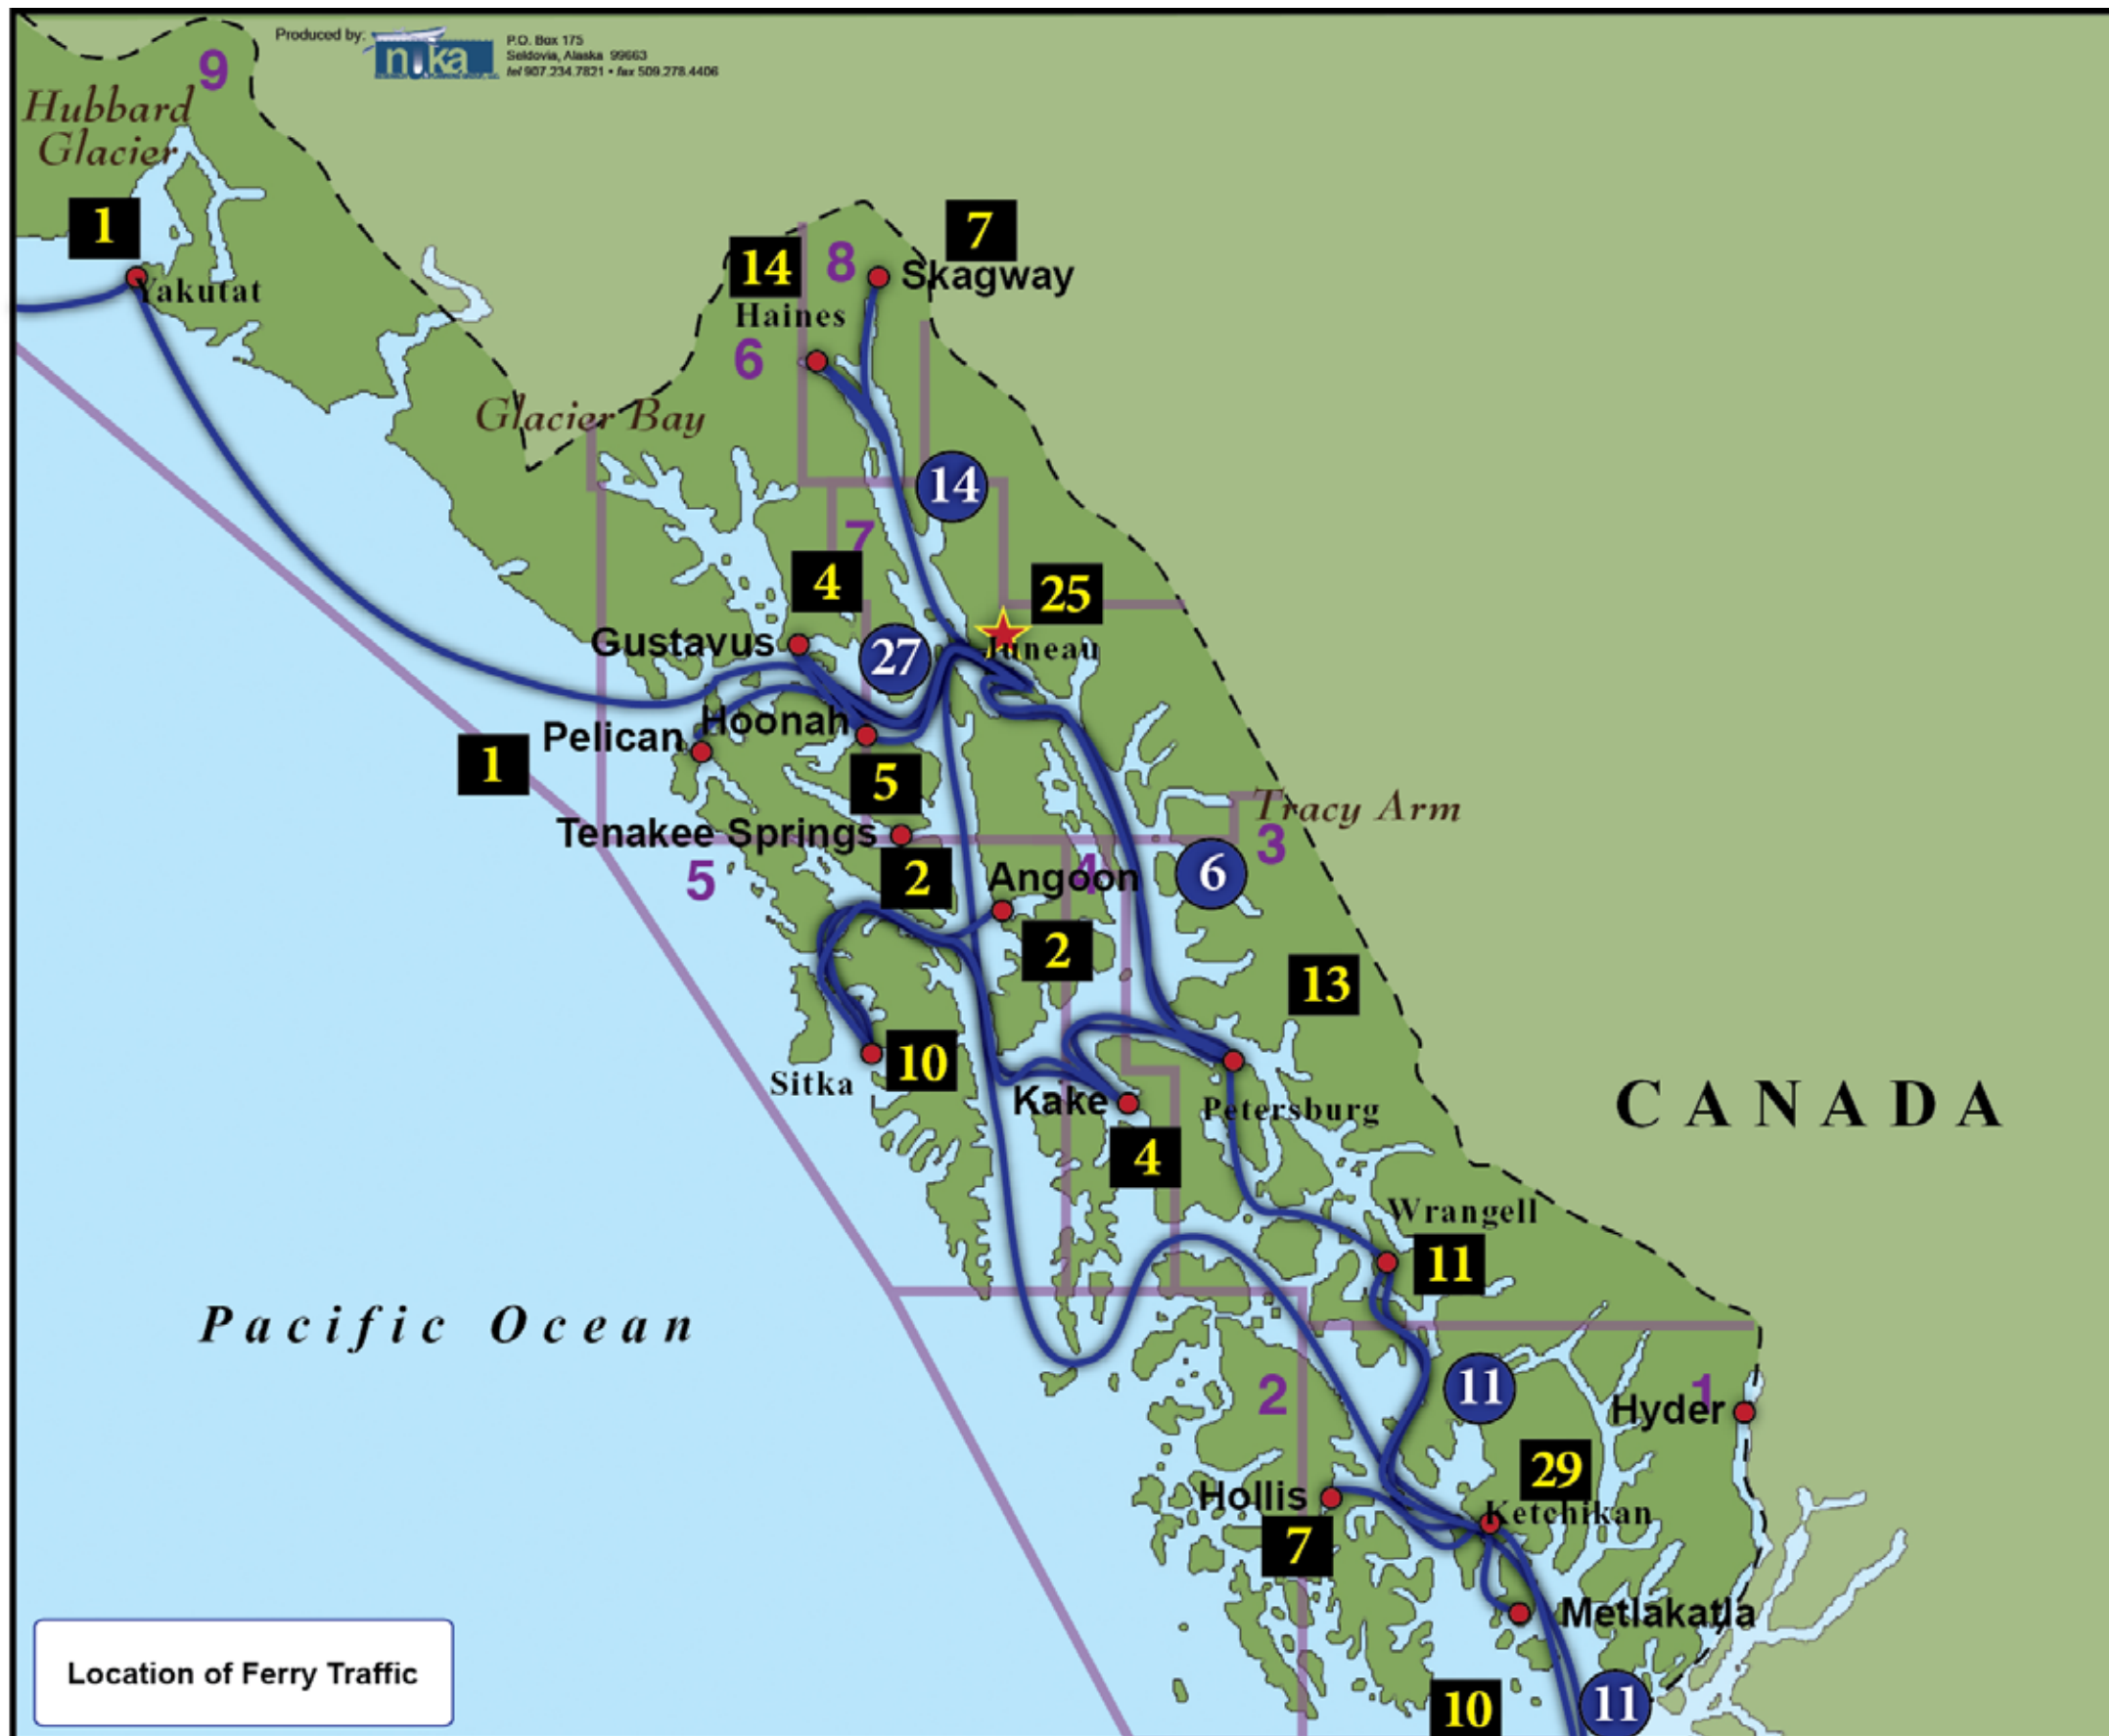 Produced by:
nuka
P.O. Box 175
Seldovia, Alaska 99663
tel 907.234.7821 • fax 509.278.4406
9
Hubbard
Glacier
1
Yakutat
7
14
8
Skagway
Haines
6
Glacier Bay
14
7
4
25
Gustavus
27
Juneau
Hoonah
Pelican
1
5
Tracy Arm
Tenakee Springs
3
5
2
4
Angoon
6
2
13
10
Sitka
Kake
Petersburg
CANADA
4
Wrangell
11
Pacific Ocean
11
2
1
Hyder
29
Hollis
Ketchikan
7
Metlakatla
Location of Ferry Traffic
10
11